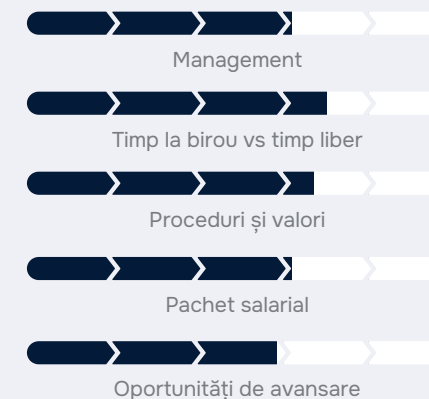 Management
Timp la birou vs timp liber
Proceduri și valori
Pachet salarial
Oportunități de avansare